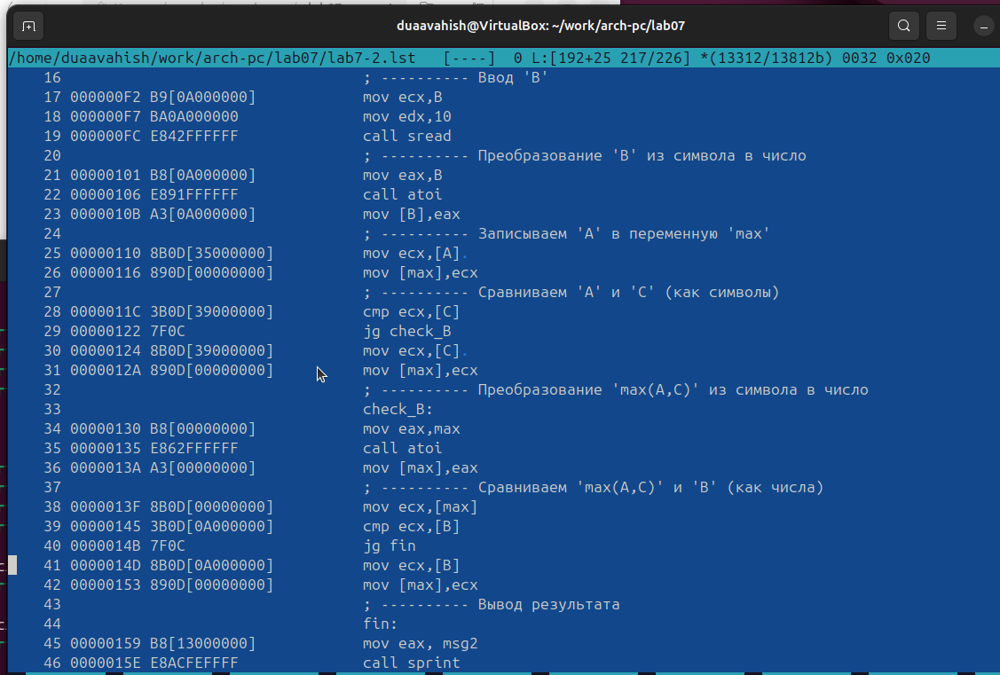 duaavahish@VirtualBox: ~/work/arch-pc/lab07
/home/duaavahish/work/arch-pc/lab07/lab7-2.lst   [----]  0 L:[192+25 217/226] *(13312/13812b) 0032 0x020
16                                  ; ---------- Ввод 'B'
17 000000F2 B9[0A000000]            mov ecx,B
18 000000F7 BA0A000000              mov edx,10
19 000000FC E842FFFFFF              call sread
20                                  ; ---------- Преобразование 'B' из символа в число
21 00000101 B8[0A000000]            mov eax,B
22 00000106 E891FFFFFF              call atoi
23 0000010B A3[0A000000]            mov [B],eax
24                                  ; ---------- Записываем 'A' в переменную 'max'
25 00000110 8B0D[35000000]          mov ecx,[A].
26 00000116 890D[00000000]          mov [max],ecx
27                                  ; ---------- Сравниваем 'A' и 'С' (как символы)
28 0000011C 3B0D[39000000]          cmp ecx,[C]
29 00000122 7F0C                    jg check_B
30 00000124 8B0D[39000000]          mov ecx,[C].
31 0000012A 890D[00000000]          mov [max],ecx
32                                  ; ---------- Преобразование 'max(A,C)' из символа в число
33                                  check_B:
34 00000130 B8[00000000]            mov eax,max
35 00000135 E862FFFFFF              call atoi
36 0000013A A3[00000000]            mov [max],eax
37                                  ; ---------- Сравниваем 'max(A,C)' и 'B' (как числа)
38 0000013F 8B0D[00000000]          mov ecx,[max]
39 00000145 3B0D[0A000000]          cmp ecx,[B]
40 0000014B 7F0C                    jg fin
41 0000014D 8B0D[0A000000]          mov ecx,[B]
42 00000153 890D[00000000]          mov [max],ecx
43                                  ; ---------- Вывод результата
44                                  fin:
45 00000159 B8[13000000]            mov eax, msg2
46 0000015E E8ACFEFFFF              call sprint